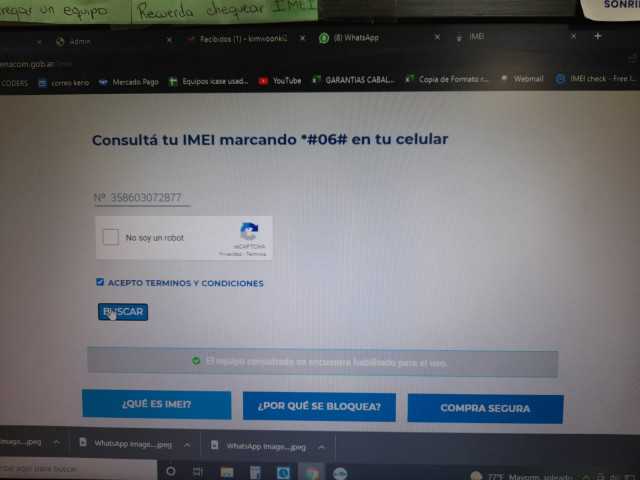 regar un equipo
Recuerda chequear IMEI
SONRI
Admin
Recibidos (1) - kimwoonki2
(8) WhatsApp
IMEI
enacom.gob.ar/imei
CODERS
correo kario
Mercado Pago
Equipos icase usad...
YouTube
GARANTIAS CABAL...
Copia de Formato r...
Webmail
IMEI check - Free I...
Consultá tu IMEI marcando *#06# en tu celular
Nº 358603072877
No soy un robot
reCAPTCHA
Privacidad - Términos
ACEPTO TERMINOS Y CONDICIONES
BUSCAR
El equipo consultado se encuentra habilitado para el uso.
¿QUÉ ES IMEI?
¿POR QUÉ SE BLOQUEA?
COMPRA SEGURA
Image....jpeg
WhatsApp Image....jpeg
WhatsApp Image....jpeg
ribe aquí para buscar
77°F Mayorm. soleado